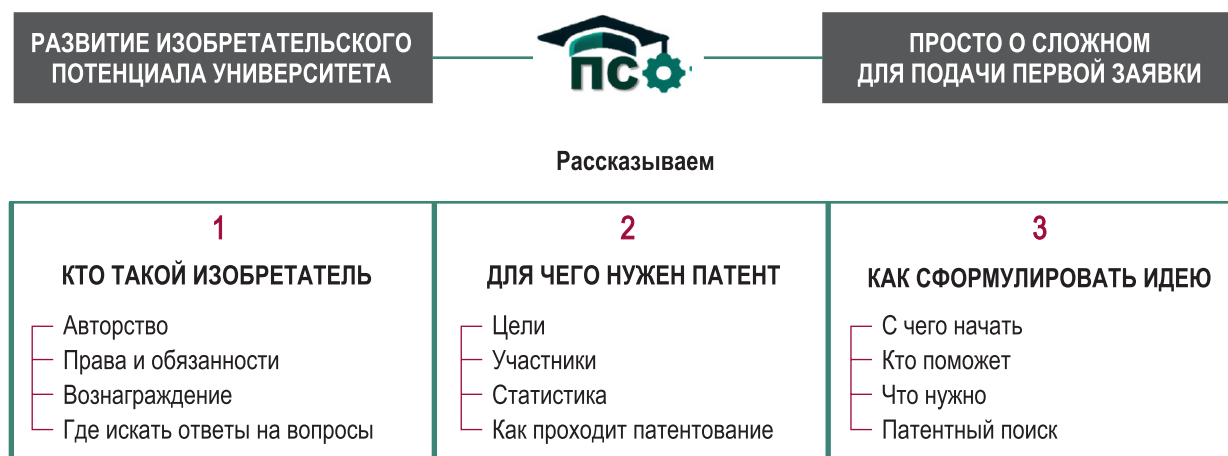 РАЗВИТИЕ ИЗОБРЕТАТЕЛЬСКОГО
ПОТЕНЦИАЛА УНИВЕРСИТЕТА
ПС
ПРОСТО О СЛОЖНОМ
ДЛЯ ПОДАЧИ ПЕРВОЙ ЗАЯВКИ
Рассказываем
1
КТО ТАКОЙ ИЗОБРЕТАТЕЛЬ
Авторство
Права и обязанности
Вознаграждение
Где искать ответы на вопросы
2
ДЛЯ ЧЕГО НУЖЕН ПАТЕНТ
Цели
Участники
Статистика
Как проходит патентование
3
КАК СФОРМУЛИРОВАТЬ ИДЕЮ
С чего начать
Кто поможет
Что нужно
Патентный поиск